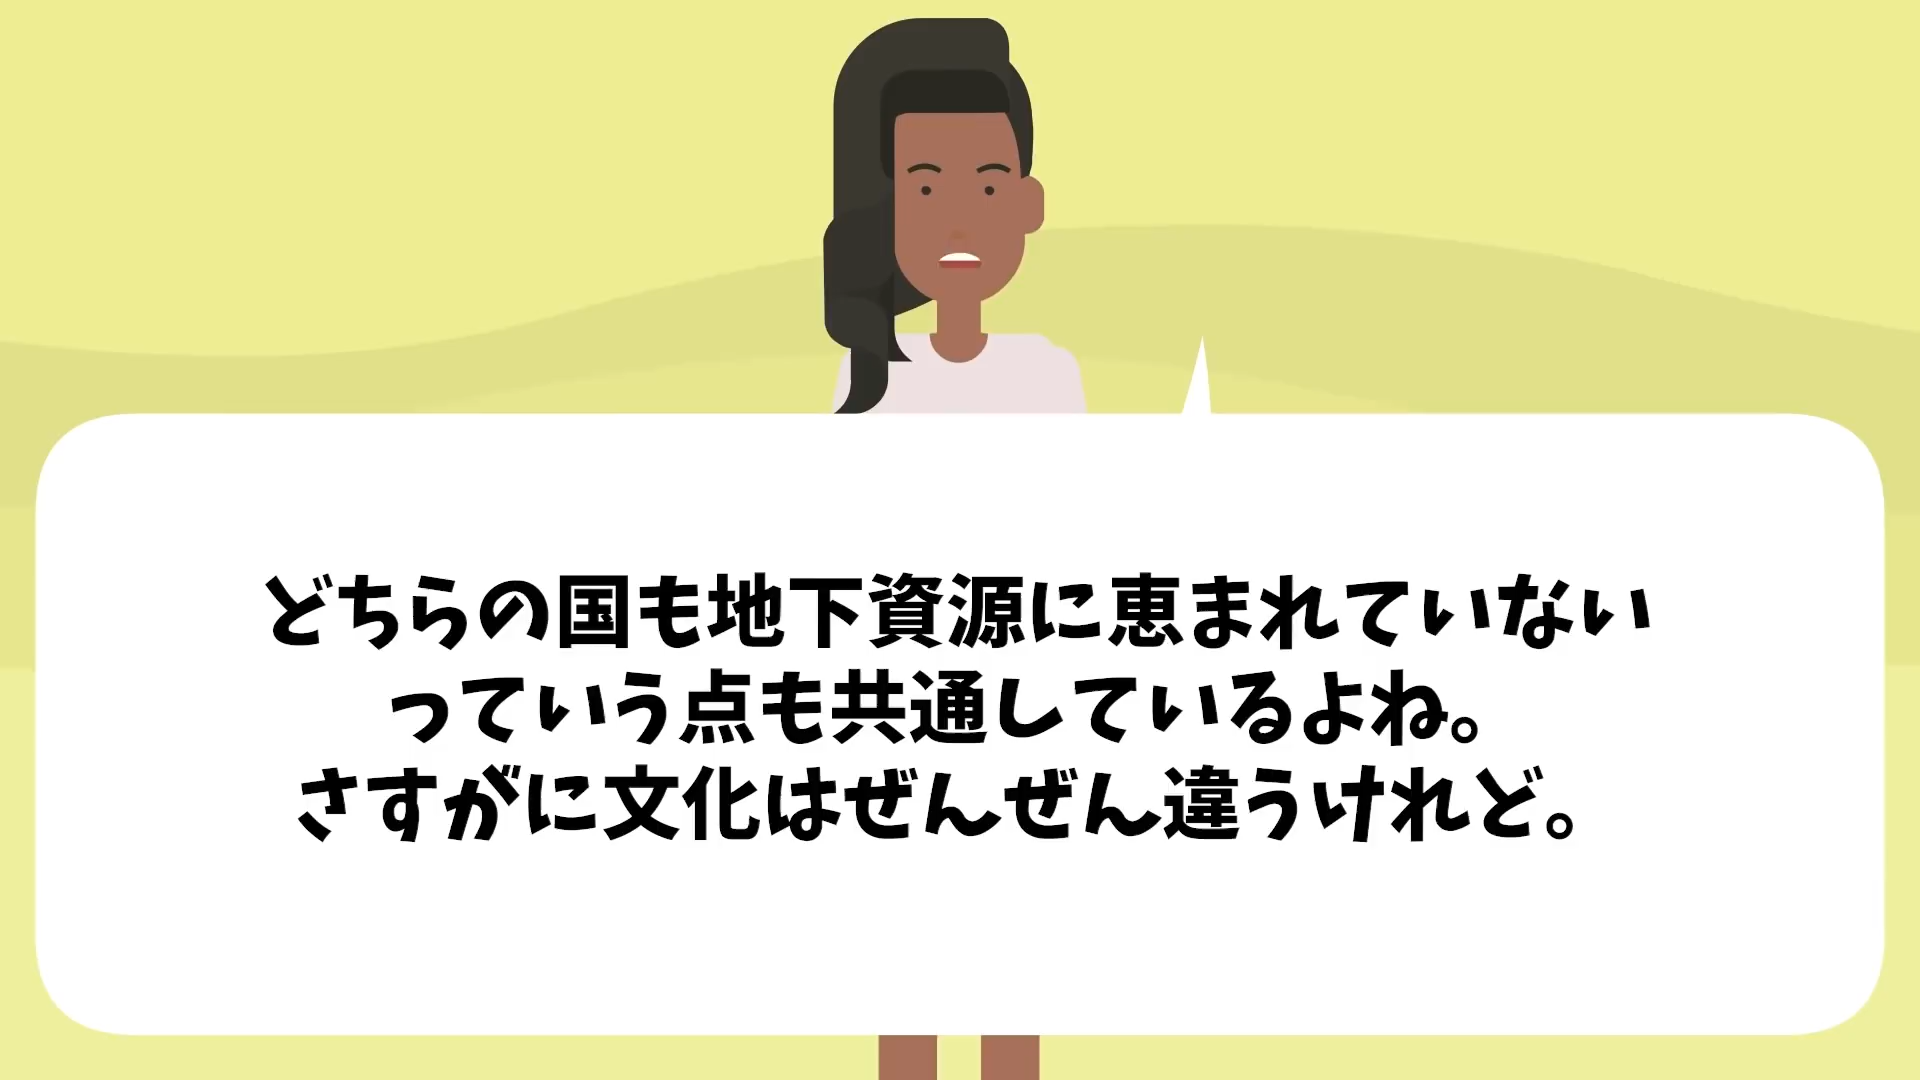 どちらの国も地下資源に恵まれていない
っていう点も共通しているよね。
さすがに文化はぜんぜん違うけれど。